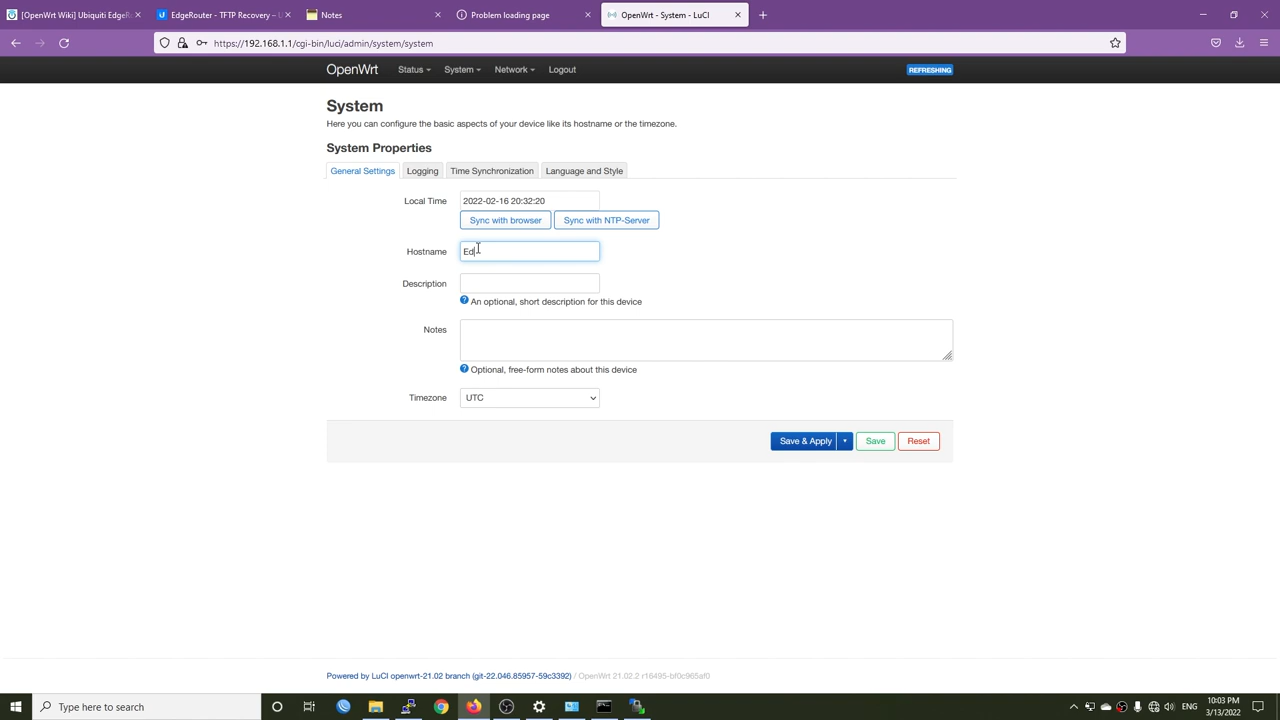 [OpenWrt Wiki] Ubiquiti EdgeR
EdgeRouter - TFTP Recovery – U
Notes
Problem loading page
OpenWrt - System - LuCI
https://192.168.1.1/cgi-bin/luci/admin/system/system
OpenWrt Status System Network Logout REFRESHING
System
Here you can configure the basic aspects of your device like its hostname or the timezone.
System Properties
General Settings Logging Time Synchronization Language and Style
Local Time 2022-02-16 20:32:20
Sync with browser Sync with NTP-Server
Hostname Ed
Description
An optional, short description for this device
Notes
Optional, free-form notes about this device
Timezone UTC
Save & Apply Save Reset
Powered by LuCI openwrt-21.02 branch (git-22.046.85957-59c3392) / OpenWrt 21.02.2 r16495-bf0c965af0
Type here to search
ENG
10:03 PM
3/13/2022